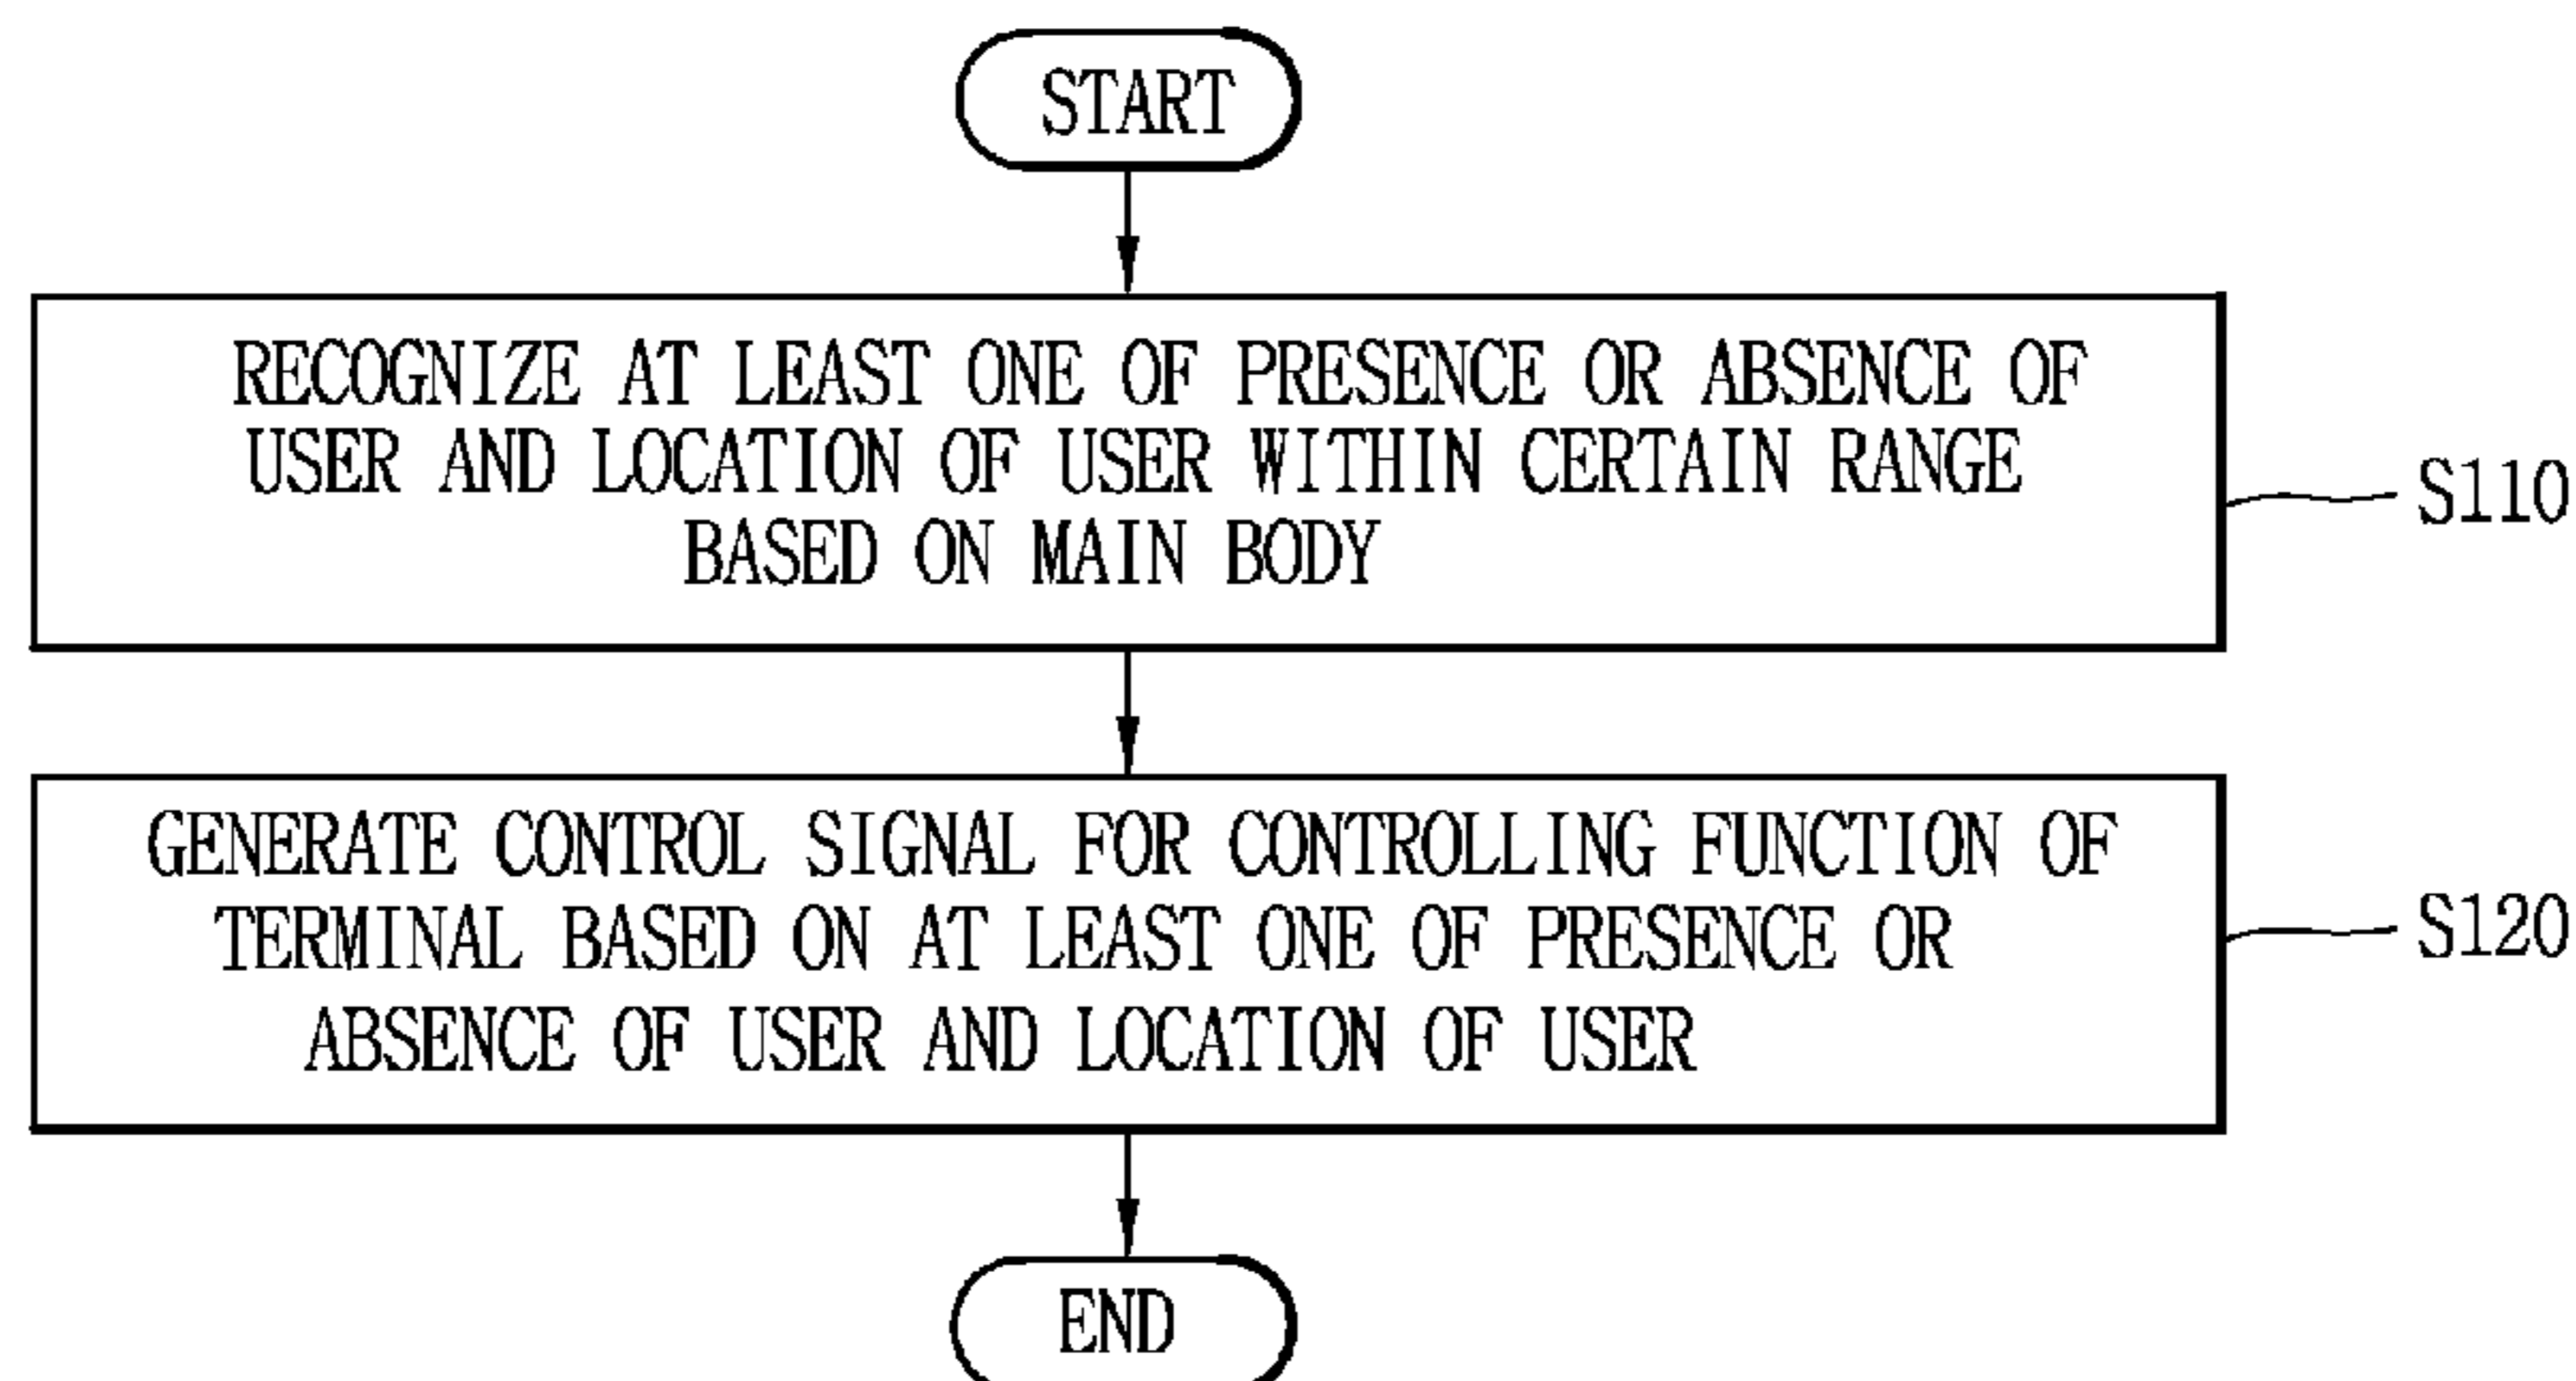 START
RECOGNIZE AT LEAST ONE OF PRESENCE OR ABSENCE OF
USER AND LOCATION OF USER WITHIN CERTAIN RANGE
BASED ON MAIN BODY
S110
GENERATE CONTROL SIGNAL FOR CONTROLLING FUNCTION OF
TERMINAL BASED ON AT LEAST ONE OF PRESENCE OR
ABSENCE OF USER AND LOCATION OF USER
S120
END